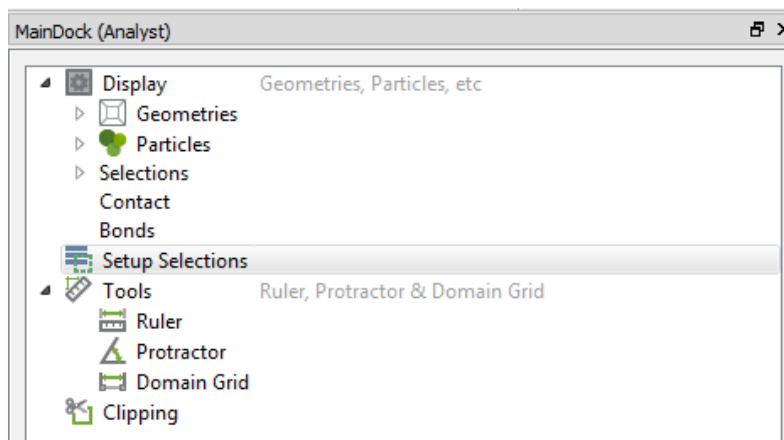 MainDock (Analyst)
Display Geometries, Particles, etc
Geometries
Particles
Selections
Contact
Bonds
Setup Selections
Tools Ruler, Protractor & Domain Grid
Ruler
Protractor
Domain Grid
Clipping